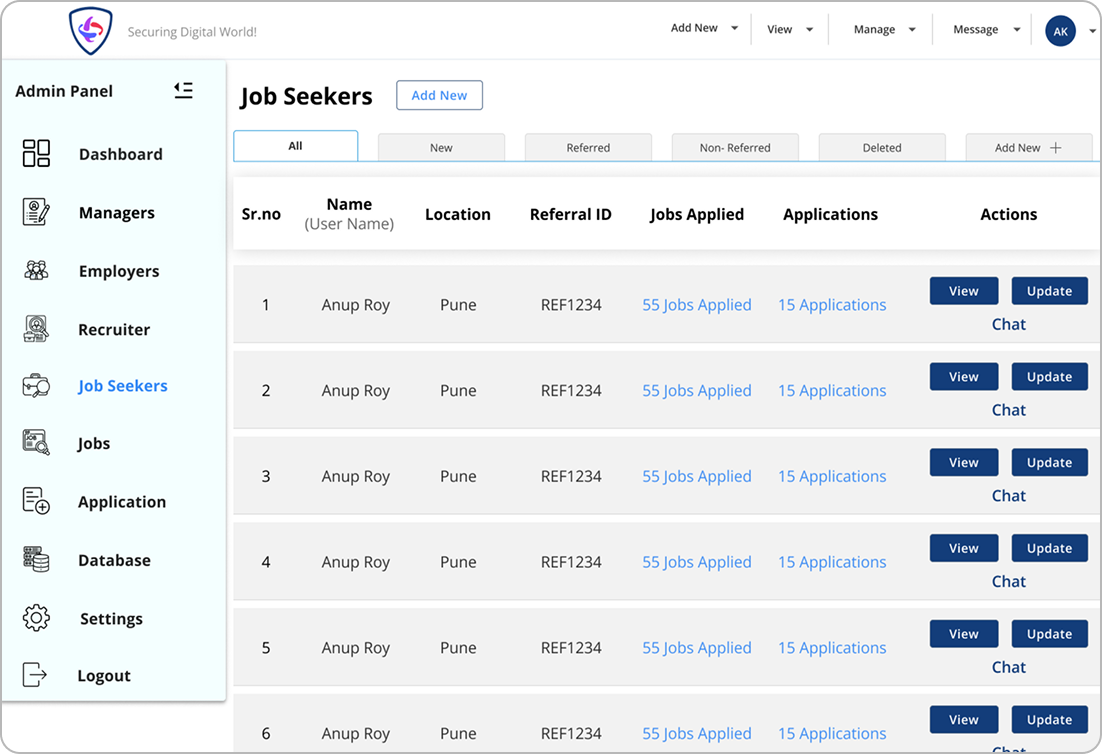 Securing Digital World!
Add New
View
Manage
Message
AK
Admin Panel
Dashboard
Managers
Employers
Recruiter
Job Seekers
Jobs
Application
Database
Settings
Logout
Job Seekers
Add New
All
New
Referred
Non- Referred
Deleted
Add New +
Sr.no
Name
(User Name)
Location
Referral ID
Jobs Applied
Applications
Actions
1 Anup Roy Pune REF1234 55 Jobs Applied 15 Applications View Update
Chat
2 Anup Roy Pune REF1234 55 Jobs Applied 15 Applications View Update
Chat
3 Anup Roy Pune REF1234 55 Jobs Applied 15 Applications View Update
Chat
4 Anup Roy Pune REF1234 55 Jobs Applied 15 Applications View Update
Chat
5 Anup Roy Pune REF1234 55 Jobs Applied 15 Applications View Update
Chat
6 Anup Roy Pune REF1234 55 Jobs Applied 15 Applications View Update
Chat